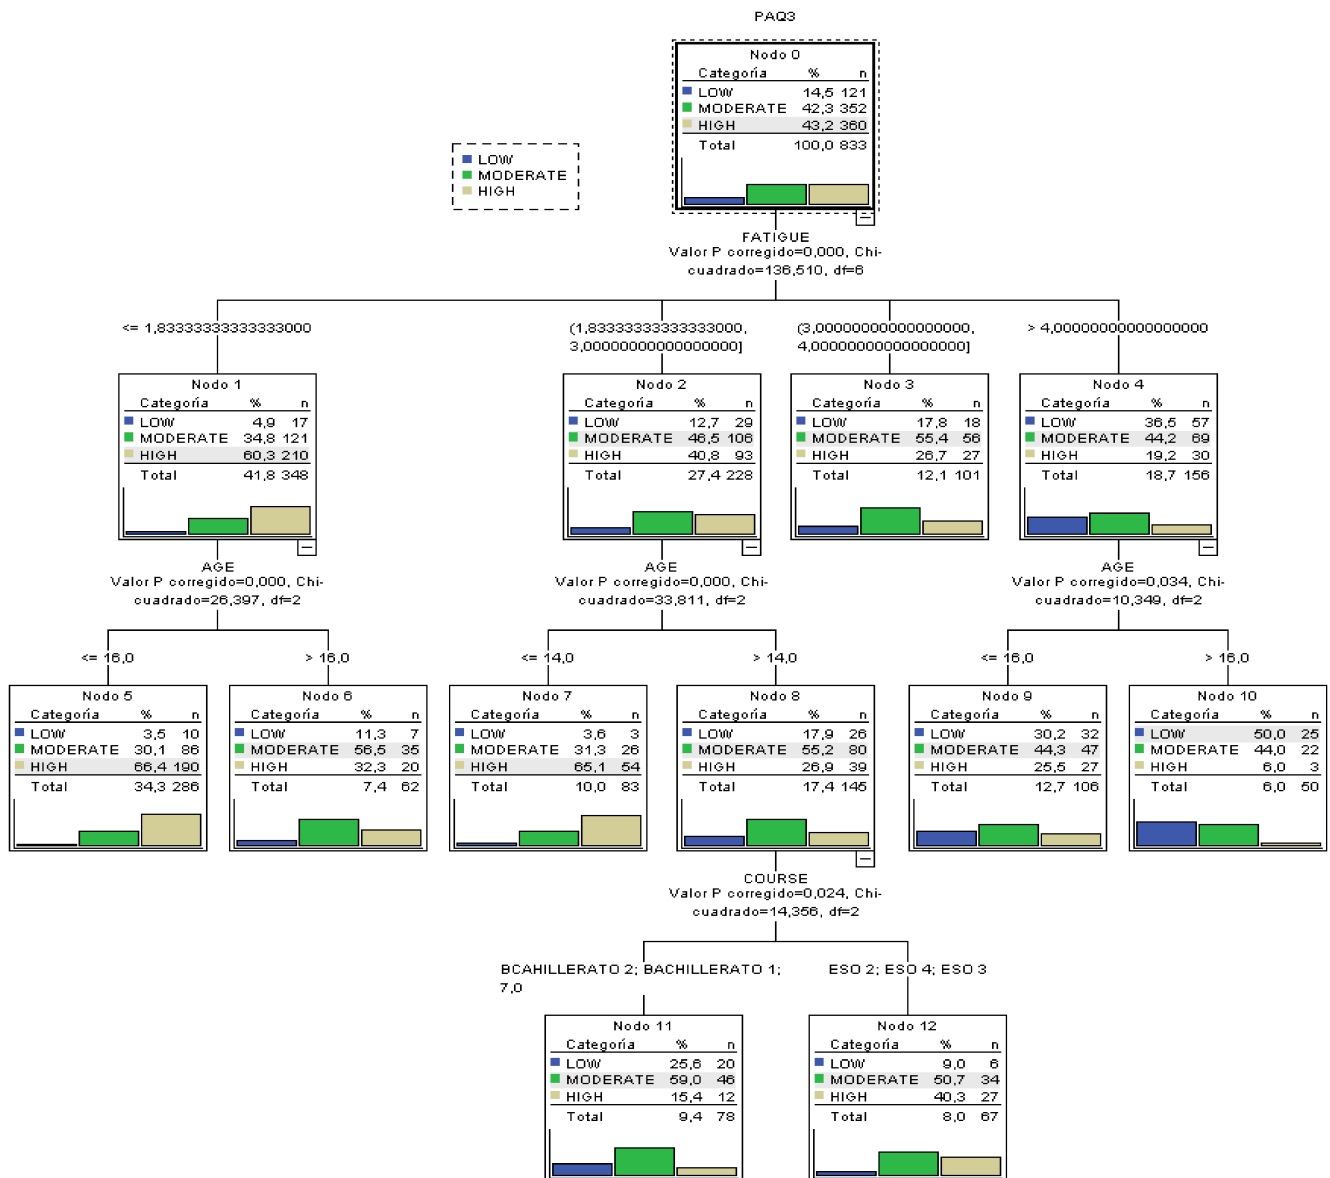 PAQ3
Nodo 0
Categoría % n
LOW 14,5 121
MODERATE 42,3 352
HIGH 43,2 360
Total 100,0 833
LOW
MODERATE
HIGH
FATIGUE
Valor P corregido=0,000, Chi-
cuadrado=136,510, df=6
<= 1,83333333333333000
(1,83333333333333000,
3,00000000000000000]
(3,00000000000000000,
4,00000000000000000]
> 4,00000000000000000
Nodo 1
Categoría % n
LOW 4,9 17
MODERATE 34,8 121
HIGH 60,3 210
Total 41,8 348
Nodo 2
Categoría % n
LOW 12,7 29
MODERATE 46,5 106
HIGH 40,8 93
Total 27,4 228
Nodo 3
Categoría % n
LOW 17,8 18
MODERATE 55,4 56
HIGH 26,7 27
Total 12,1 101
Nodo 4
Categoría % n
LOW 36,5 57
MODERATE 44,2 69
HIGH 19,2 30
Total 18,7 156
AGE
Valor P corregido=0,000, Chi-
cuadrado=26,397, df=2
AGE
Valor P corregido=0,000, Chi-
cuadrado=33,811, df=2
AGE
Valor P corregido=0,034, Chi-
cuadrado=10,349, df=2
<= 16,0
> 16,0
<= 14,0
> 14,0
<= 16,0
> 16,0
Nodo 5
Categoría % n
LOW 3,5 10
MODERATE 30,1 86
HIGH 66,4 190
Total 34,3 286
Nodo 6
Categoría % n
LOW 11,3 7
MODERATE 56,5 35
HIGH 32,3 20
Total 7,4 62
Nodo 7
Categoría % n
LOW 3,6 3
MODERATE 31,3 26
HIGH 65,1 54
Total 10,0 83
Nodo 8
Categoría % n
LOW 17,9 26
MODERATE 55,2 80
HIGH 26,9 39
Total 17,4 145
Nodo 9
Categoría % n
LOW 30,2 32
MODERATE 44,3 47
HIGH 25,5 27
Total 12,7 106
Nodo 10
Categoría % n
LOW 50,0 25
MODERATE 44,0 22
HIGH 6,0 3
Total 6,0 50
COURSE
Valor P corregido=0,024, Chi-
cuadrado=14,356, df=2
BCAHILLERATO 2; BACHILLERATO 1;
7,0
ESO 2; ESO 4; ESO 3
Nodo 11
Categoría % n
LOW 25,6 20
MODERATE 59,0 46
HIGH 15,4 12
Total 9,4 78
Nodo 12
Categoría % n
LOW 9,0 6
MODERATE 50,7 34
HIGH 40,3 27
Total 8,0 67